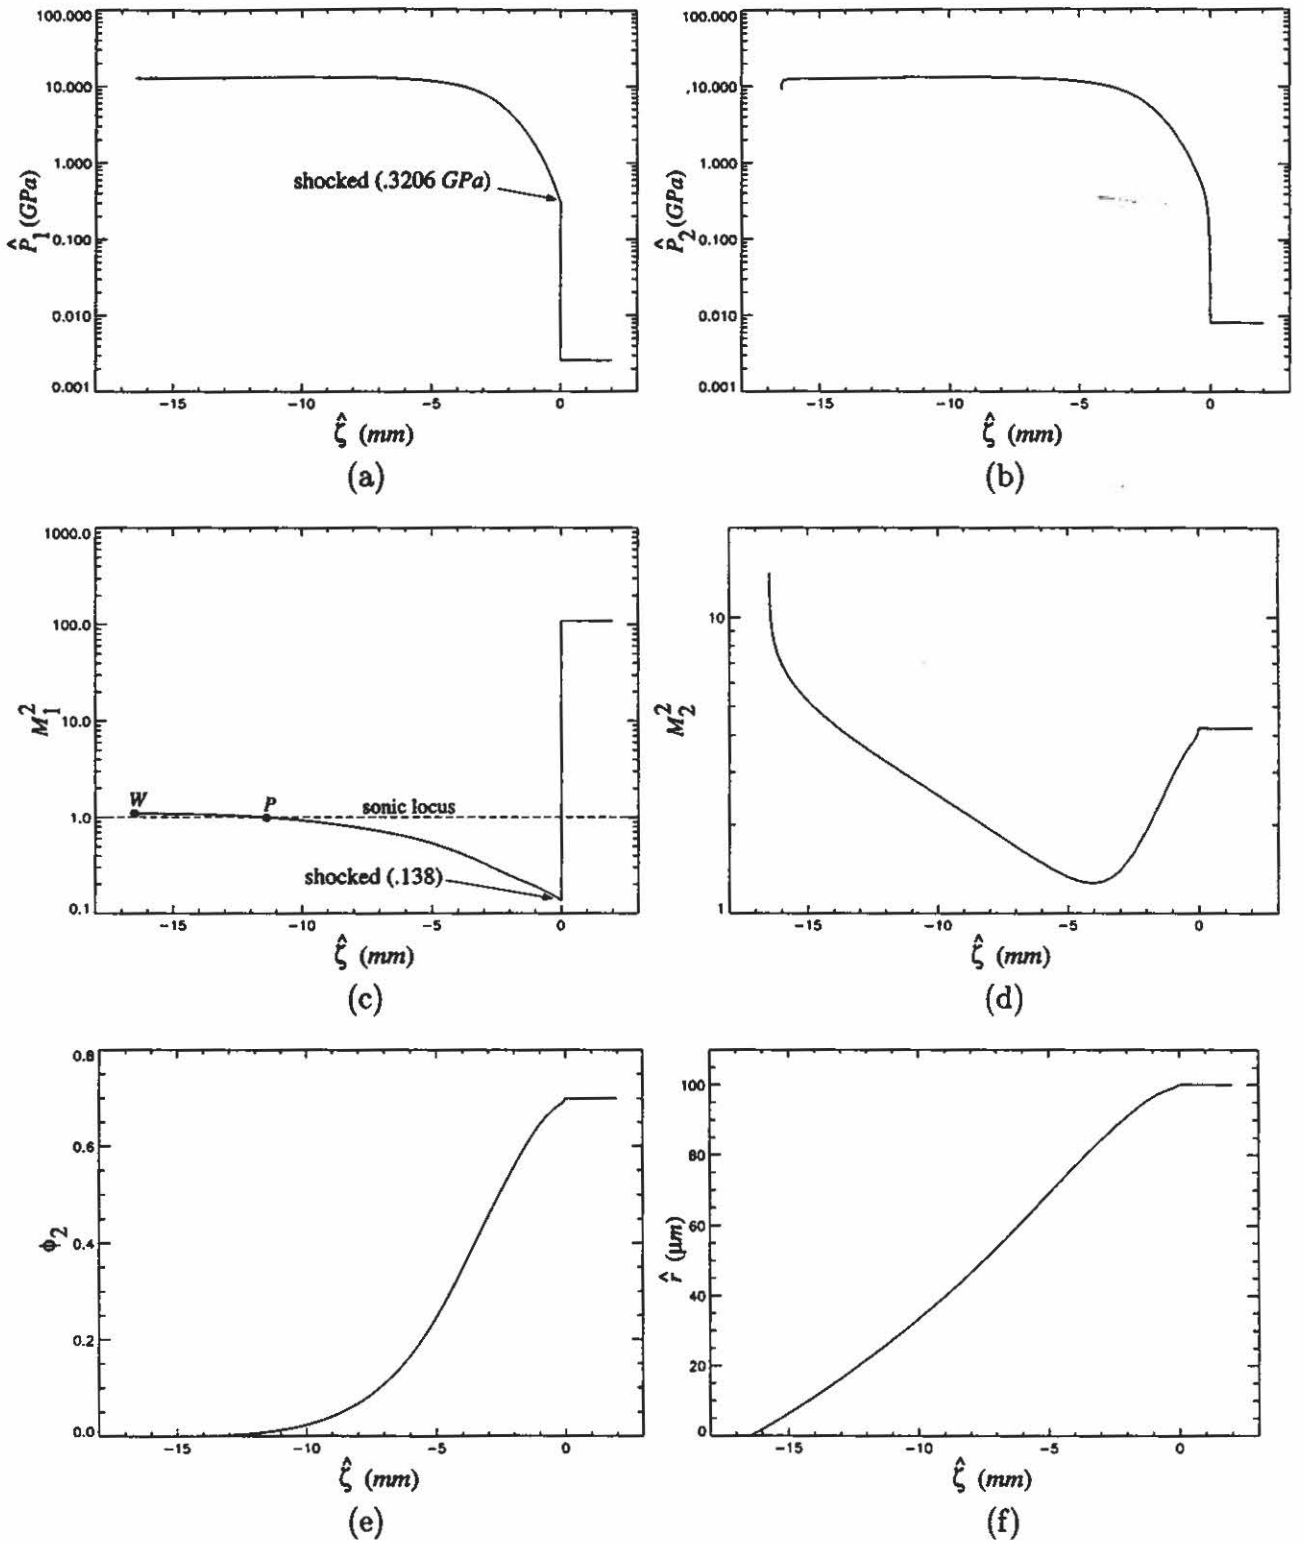 100.000
10.000
1.000
0.100
0.010
0.001
P̂₁ (GPa)
shocked (.3206 GPa)
−15 −10 −5 0
ζ̂ (mm)
(a)
100.000
10.000
1.000
0.100
0.010
0.001
P̂₂ (GPa)
−15 −10 −5 0
ζ̂ (mm)
(b)
1000.0
100.0
10.0
1.0
0.1
M₁²
W
P
sonic locus
shocked (.138)
−15 −10 −5 0
ζ̂ (mm)
(c)
10
1
M₂²
−15 −10 −5 0
ζ̂ (mm)
(d)
0.8
0.6
0.4
0.2
0.0
ϕ₂
−15 −10 −5 0
ζ̂ (mm)
(e)
100
80
60
40
20
0
r̂ (μm)
−15 −10 −5 0
ζ̂ (mm)
(f)